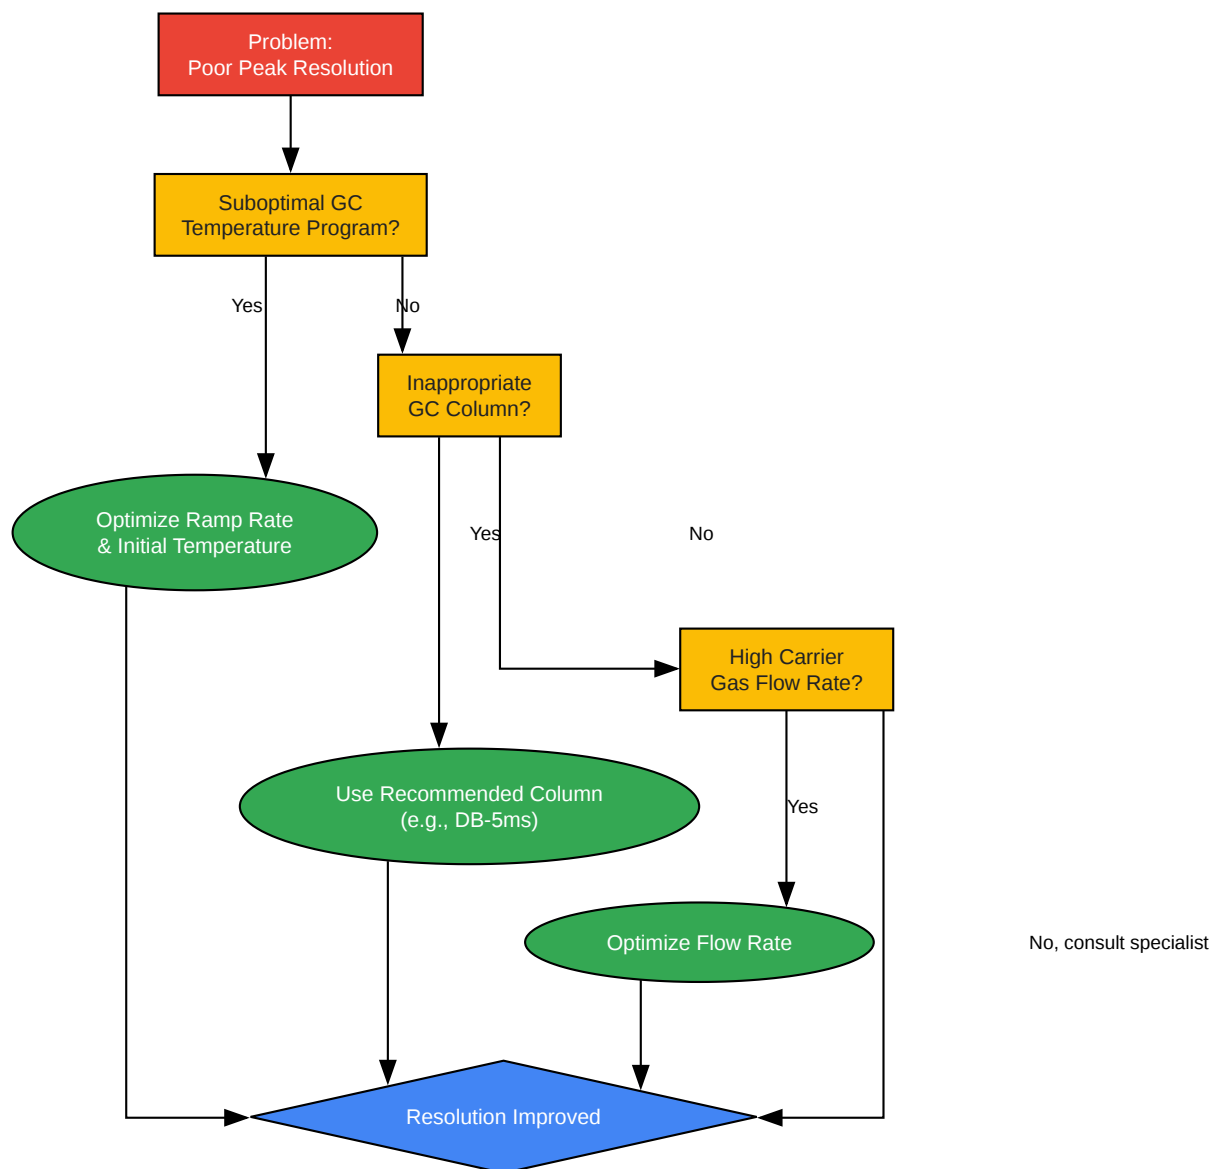 Problem:
Poor Peak Resolution
Suboptimal GC
Temperature Program?
Yes
No
Inappropriate
GC Column?
Optimize Ramp Rate
& Initial Temperature
Yes
No
High Carrier
Gas Flow Rate?
Use Recommended Column
(e.g., DB-5ms)
Yes
Optimize Flow Rate
No, consult specialist
Resolution Improved